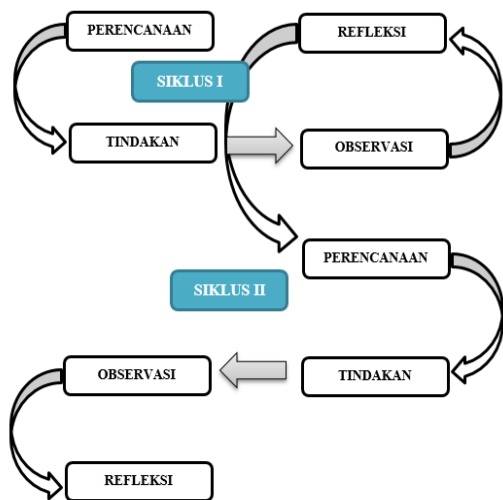 PERENCANAAN
REFLEKSI
SIKLUS I
TINDAKAN
OBSERVASI
PERENCANAAN
SIKLUS II
OBSERVASI
TINDAKAN
REFLEKSI